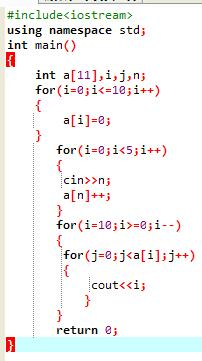 #include<iostream>
using namespace std;
int main()
{
int a[11],i,j,n;
for(i=0;i<=10;i++)
{
a[i]=0;
}
for(i=0;i<5;i++)
{
cin>>n;
a[n]++;
}
for(i=10;i>=0;i--)
{
for(j=0;j<a[i];j++)
{
cout<<i;
}
}
return 0;
}